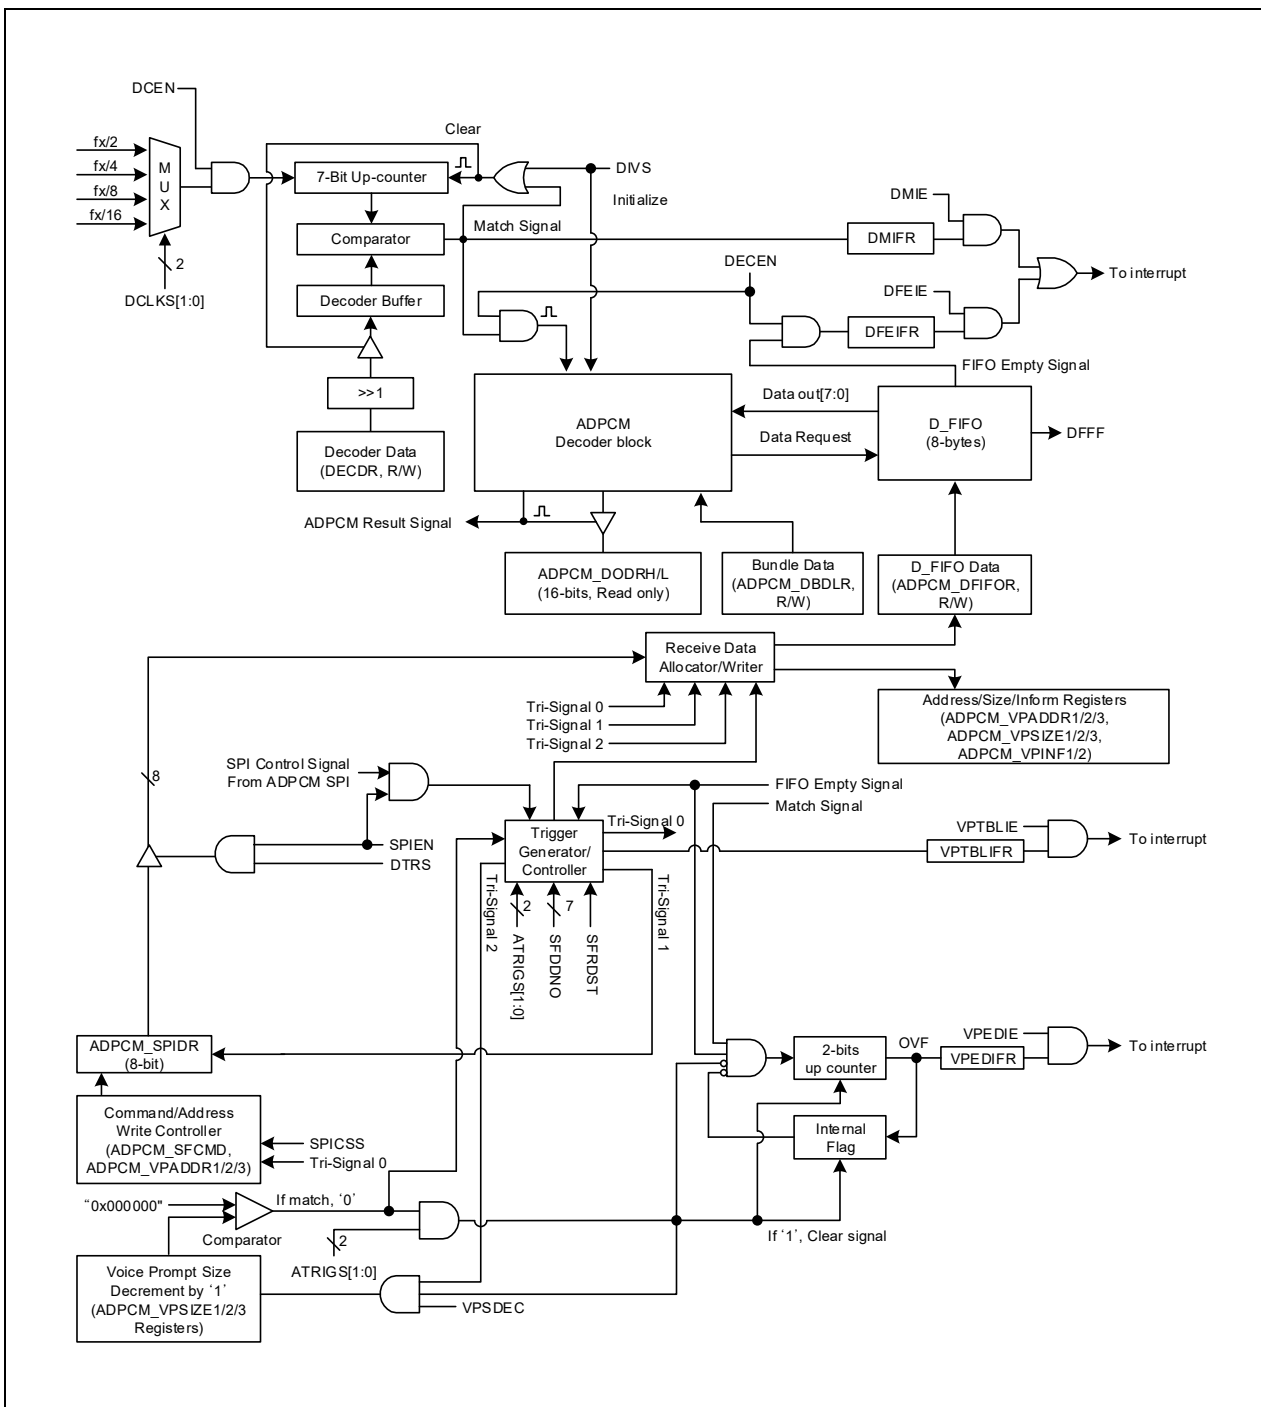 DCEN
Clear
fx/2
fx/4
fx/8
fx/16
M
U
X
7-Bit Up-counter
DIVS
Initialize
DMIE
Match Signal
Comparator
DMIFR
2
DCLKS[1:0]
Decoder Buffer
DECEN
To interrupt
DFEIE
DFEIFR
>>1
FIFO Empty Signal
ADPCM
Decoder block
Data out[7:0]
Data Request
D_FIFO
(8-bytes)
DFFF
Decoder Data
(DECDR, R/W)
ADPCM Result Signal
ADPCM_DODRH/L
(16-bits, Read only)
Bundle Data
(ADPCM_DBDLR,
R/W)
D_FIFO Data
(ADPCM_DFIFOR,
R/W)
Receive Data
Allocator/Writer
Tri-Signal 0
Tri-Signal 1
Tri-Signal 2
Address/Size/Inform Registers
(ADPCM_VPADDR1/2/3,
ADPCM_VPSIZE1/2/3,
ADPCM_VPINF1/2)
8
SPI Control Signal
From ADPCM SPI
FIFO Empty Signal
Match Signal
Tri-Signal 0
Trigger
Generator/
Controller
SPIEN
DTRS
VPTBLIE
VPTBLIFR
To interrupt
Tri-Signal 2
2
7
Tri-Signal 1
ATRIGS[1:0]
SFDDNO
SFRDST
ADPCM_SPIDR
(8-bit)
2-bits
up counter
OVF
VPEDIE
VPEDIFR
To interrupt
Command/Address
Write Controller
(ADPCM_SFCMD,
ADPCM_VPADDR1/2/3)
SPICSS
Tri-Signal 0
Internal
Flag
“0x000000"
If match, ‘0’
Comparator
2
ATRIGS[1:0]
If ‘1’, Clear signal
Voice Prompt Size
Decrement by ‘1’
(ADPCM_VPSIZE1/2/3
Registers)
VPSDEC